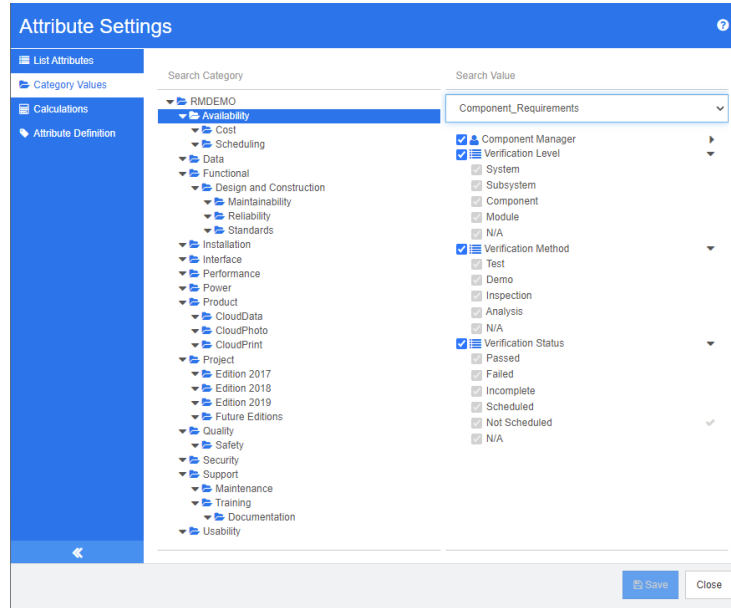 Attribute Settings
List Attributes
Category Values
Calculations
Attribute Definition
Search Category
RMDEMO
Availability
Cost
Scheduling
Data
Functional
Design and Construction
Maintainability
Reliability
Standards
Installation
Interface
Performance
Power
Product
CloudData
CloudPhoto
CloudPrint
Project
Edition 2017
Edition 2018
Edition 2019
Future Editions
Quality
Safety
Security
Support
Maintenance
Training
Documentation
Usability
Search Value
Component_Requirements
Component Manager
Verification Level
System
Subsystem
Component
Module
N/A
Verification Method
Test
Demo
Inspection
Analysis
N/A
Verification Status
Passed
Failed
Incomplete
Scheduled
Not Scheduled
N/A
Save
Close